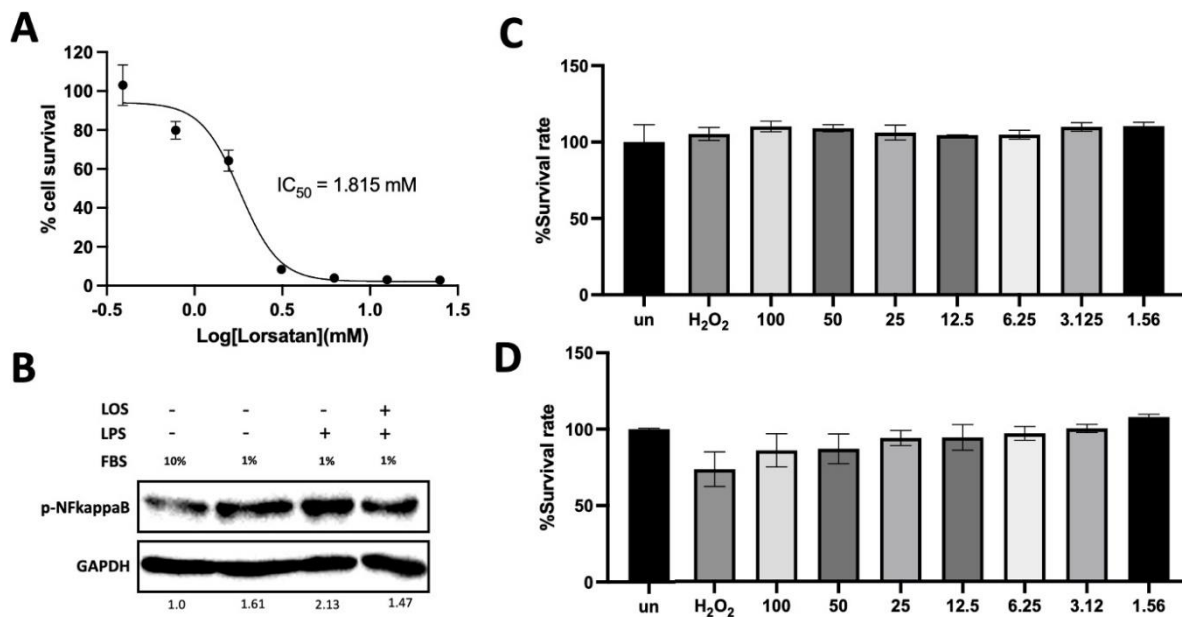 A
120
100
80
60
40
20
0
% cell survival
IC50 = 1.815 mM
-0.5 0.0 0.5 1.0 1.5
Log[Lorsatan](mM)
B
LOS - - - +
LPS - - + +
FBS 10% 1% 1% 1%
p-NFkappaB
GAPDH
1.0 1.61 2.13 1.47
C
150
100
50
0
%Survival rate
un H2O2 100 50 25 12.5 6.25 3.125 1.56
D
150
100
50
0
%Survival rate
un H2O2 100 50 25 12.5 6.25 3.12 1.56